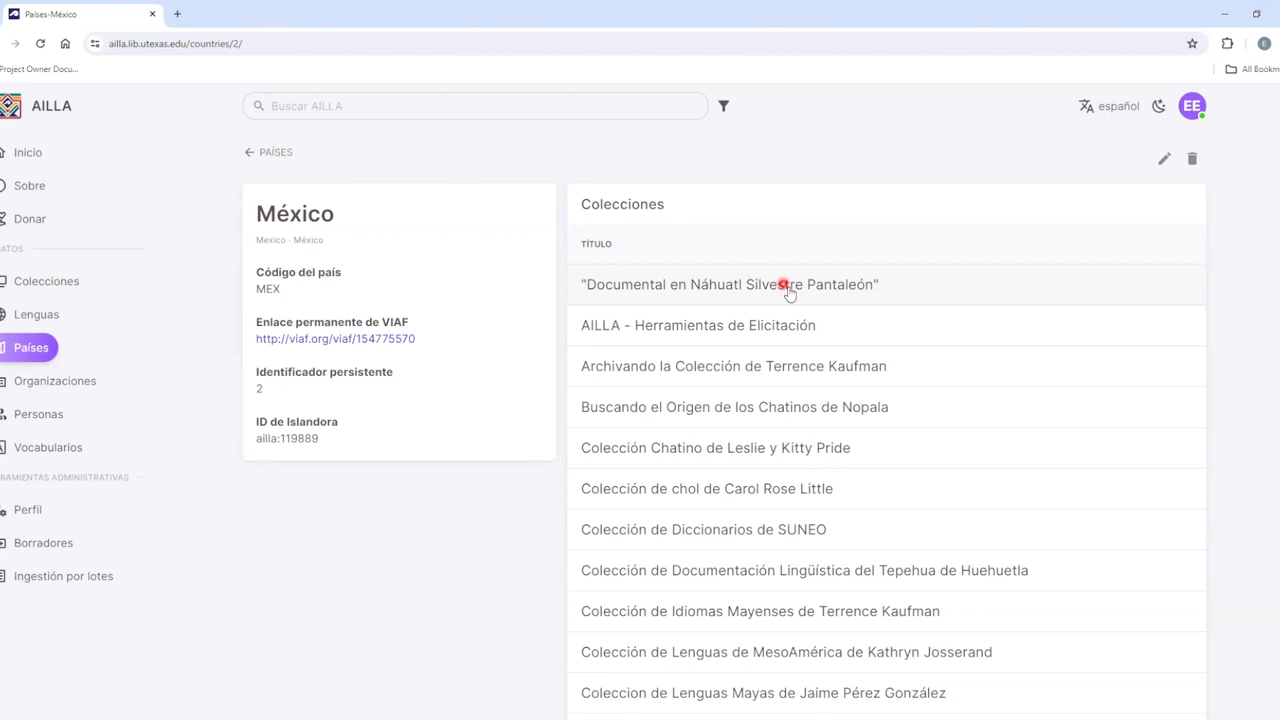 Países-México
ailla.lib.utexas.edu/countries/2/
Project Owner Docu...
All Bookm
AILLA
Buscar AILLA
español
EE
Inicio
Sobre
Donar
ATOS
Colecciones
Lenguas
Países
Organizaciones
Personas
Vocabularios
RAMIENTAS ADMINISTRATIVAS
Perfil
Borradores
Ingestión por lotes
PAÍSES
México
Mexico · México
Código del país
MEX
Enlace permanente de VIAF
http://viaf.org/viaf/154775570
Identificador persistente
2
ID de Islandora
ailla:119889
Colecciones
TÍTULO
"Documental en Náhuatl Silvestre Pantaleón"
AILLA - Herramientas de Elicitación
Archivando la Colección de Terrence Kaufman
Buscando el Origen de los Chatinos de Nopala
Colección Chatino de Leslie y Kitty Pride
Colección de chol de Carol Rose Little
Colección de Diccionarios de SUNEO
Colección de Documentación Lingüística del Tepehua de Huehuetla
Colección de Idiomas Mayenses de Terrence Kaufman
Colección de Lenguas de MesoAmérica de Kathryn Josserand
Coleccion de Lenguas Mayas de Jaime Pérez González